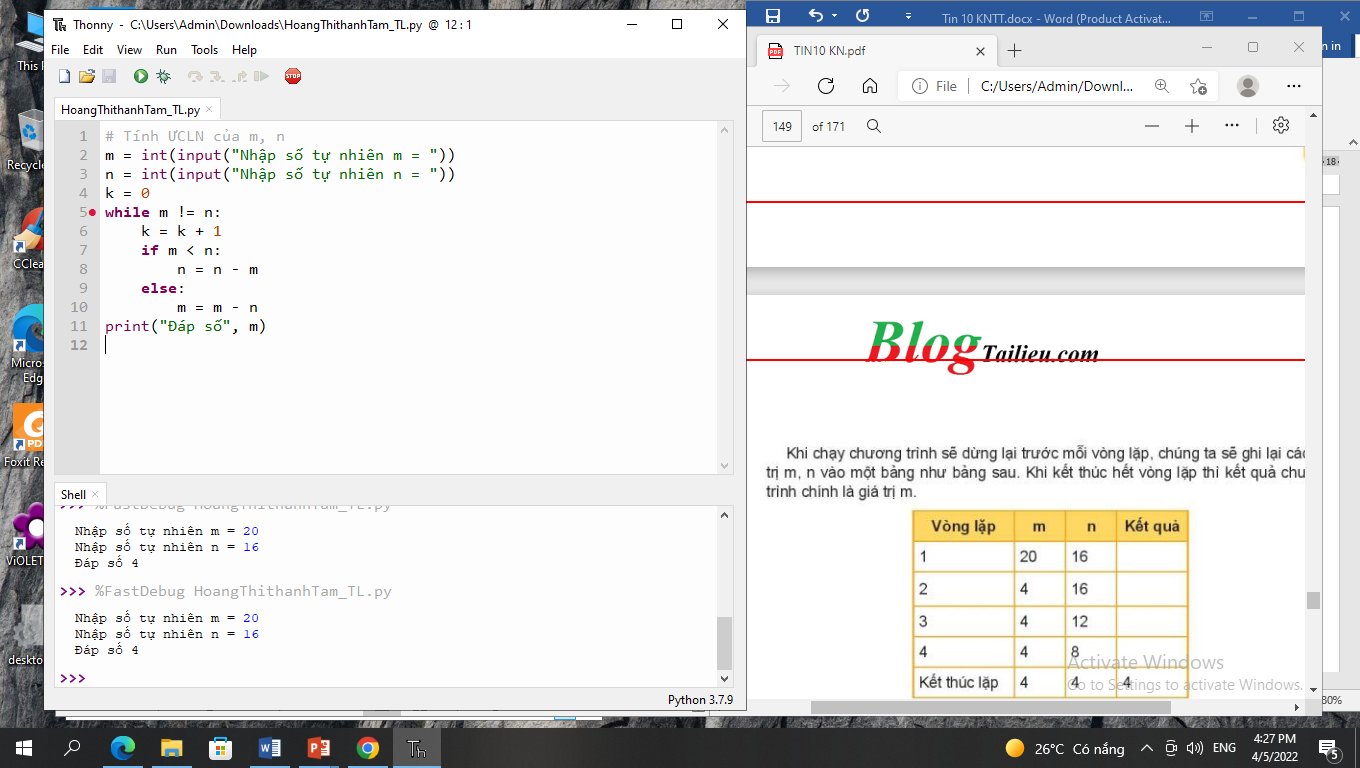 Thonny - C:\Users\Admin\Downloads\HoangThithanhTam_TL.py @ 12 : 1
File Edit View Run Tools Help
STOP
HoangThithanhTam_TL.py
1 # Tính ƯCLN của m, n
2 m = int(input("Nhập số tự nhiên m = "))
3 n = int(input("Nhập số tự nhiên n = "))
4 k = 0
5 while m != n:
6 k = k + 1
7 if m < n:
8 n = n - m
9 else:
10 m = m - n
11 print("Đáp số", m)
12
Shell
>>> %FastDebug HoangThithanhTam_TL.py
Nhập số tự nhiên m = 20
Nhập số tự nhiên n = 16
Đáp số 4
>>> %FastDebug HoangThithanhTam_TL.py
Nhập số tự nhiên m = 20
Nhập số tự nhiên n = 16
Đáp số 4
>>>
Python 3.7.9
Tin 10 KNTT.docx - Word (Product Activat...
n in
PDF TIN10 KN.pdf
File C:/Users/Admin/Downl...
149 of 171
18
Blog Tailieu.com
Khi chạy chương trình sẽ dừng lại trước mỗi vòng lặp, chúng ta sẽ ghi lại
trị m, n vào một bảng như bảng sau. Khi kết thúc hết vòng lặp thì kết quả
trình chính là giá trị m.
Vòng lặp m n Kết quả
1 20 16
2 4 16
3 4 12
4 4 8
Kết thúc lặp 4 4 4
Activate Windows
Go to Settings to activate Windows.
80%
This
Recycle
CClea
Micros
Edg
Foxit Re
ViOLET
deskto
26°C Có nắng
ENG
4:27 PM
4/5/2022
5